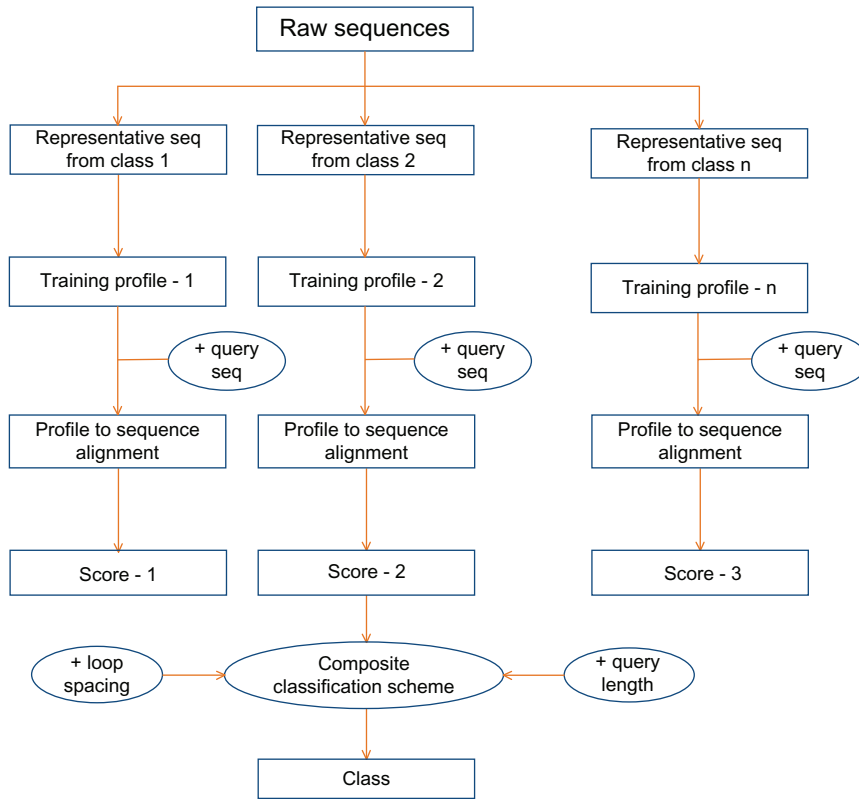 Raw sequences
Representative seq
from class 1
Representative seq
from class 2
Representative seq
from class n
Training profile - 1
Training profile - 2
Training profile - n
+ query
seq
+ query
seq
+ query
seq
Profile to sequence
alignment
Profile to sequence
alignment
Profile to sequence
alignment
Score - 1
Score - 2
Score - 3
+ loop
spacing
Composite
classification scheme
+ query
length
Class